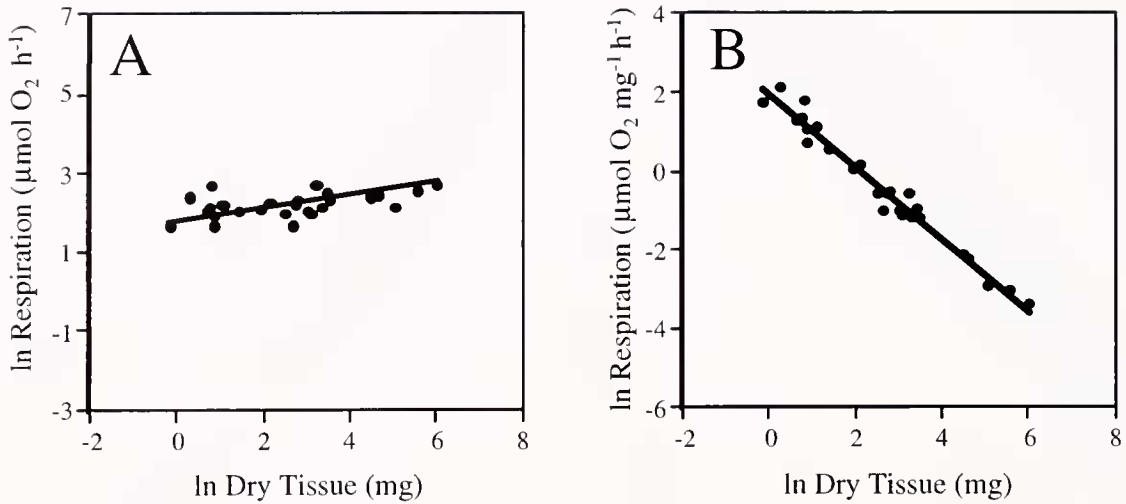 A
ln Respiration (μmol O₂ h⁻¹)
7
5
3
1
-1
-3
-2 0 2 4 6 8
ln Dry Tissue (mg)
B
ln Respiration (μmol O₂ mg⁻¹ h⁻¹)
4
2
0
-2
-4
-6
-2 0 2 4 6 8
ln Dry Tissue (mg)